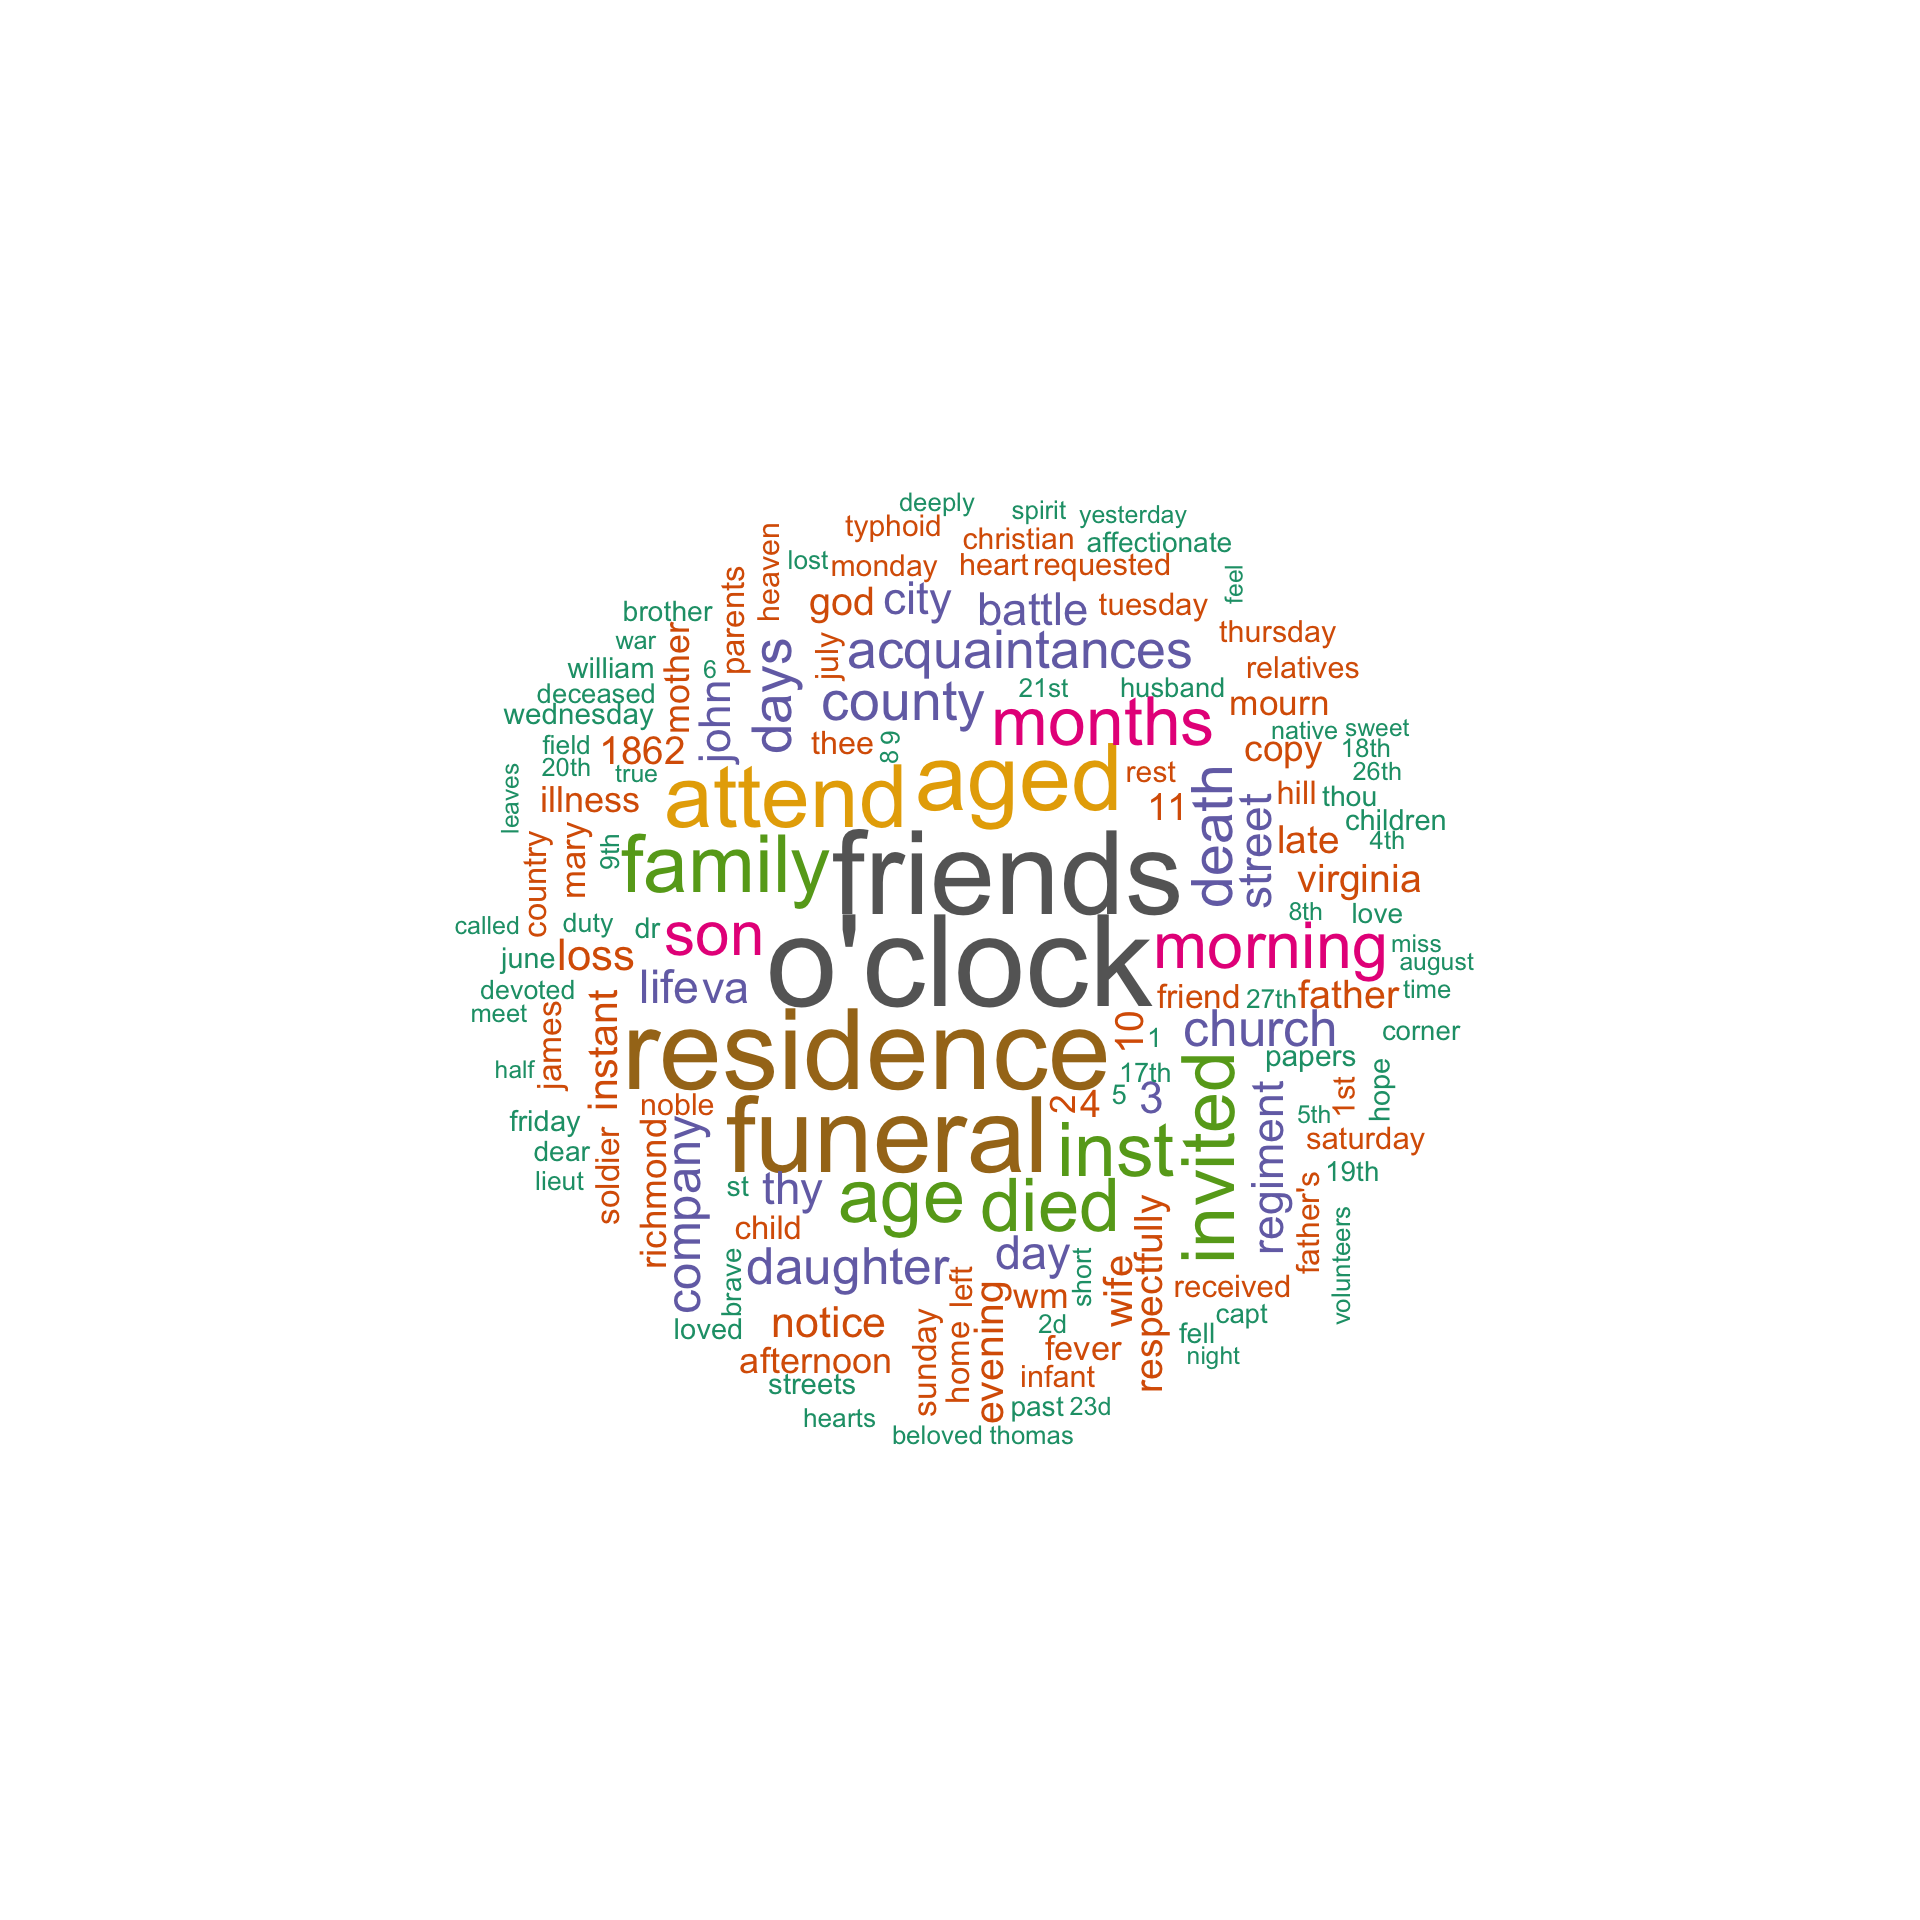 deeply
spirit
yesterday
typhoid
christian
affectionate
heaven
lost
monday
heart
requested
parents
feel
brother
god
city
battle
tuesday
war
mother
july
acquaintances
thursday
william
6
john
days
relatives
deceased
county
21st
husband
mourn
wednesday
months
native
sweet
field
1862
thee
8
9
copy
18th
20th
true
attend
aged
rest
26th
leaves
illness
11
death
street
hill
thou
children
country
mary
9th
family
friends
late
4th
virginia
called
duty
dr
son
o'clock
morning
8th
love
miss
june
loss
august
devoted
life
va
friend
27th
father
time
meet
instant
residence
10
1
church
corner
james
half
papers
17th
invited
noble
funeral
2
4
5
3
regiment
5th
1st
hope
friday
soldier
richmond
company
inst
saturday
dear
lieut
st
thy
age
died
19th
child
respectfully
father's
brave
daughter
day
short
wife
volunteers
received
loved
notice
left
wm
capt
2d
fell
afternoon
sunday
home
evening
fever
night
streets
infant
hearts
past
23d
beloved
thomas